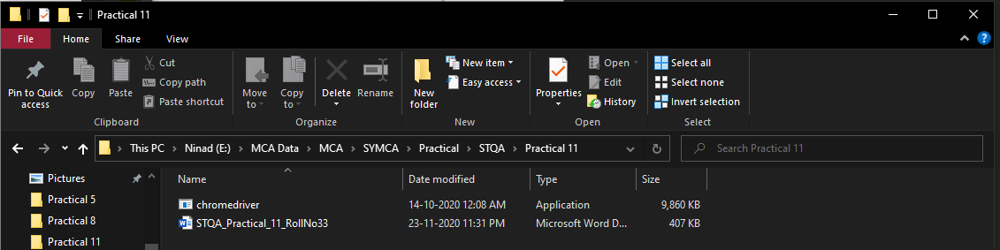 Practical 11
File Home Share View
Pin to Quick access
Copy
Paste
Cut
Copy path
Paste shortcut
Clipboard
Move to
Copy to
Delete
Rename
Organize
New folder
New item
Easy access
New
Properties
Open
Edit
History
Open
Select all
Select none
Invert selection
Select
This PC > Ninad (E:) > MCA Data > MCA > SYMCA > Practical > STQA > Practical 11
Search Practical 11
Pictures
Practical 5
Practical 8
Practical 11
Name Date modified Type Size
chromedriver 14-10-2020 12:08 AM Application 9,860 KB
STQA_Practical_11_RollNo33 23-11-2020 11:31 PM Microsoft Word D... 407 KB